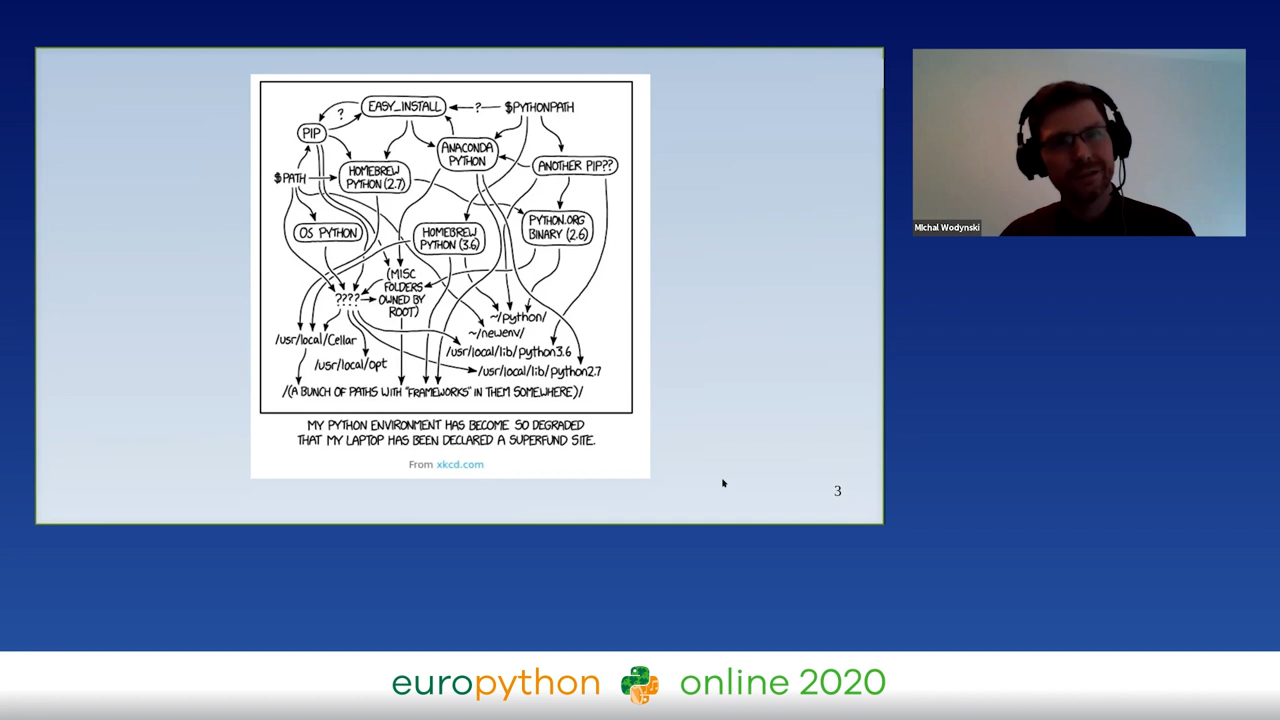 EASY_INSTALL
?
$PYTHONPATH
?
PIP
ANACONDA
PYTHON
ANOTHER PIP??
HOMEBREW
PYTHON (2.7)
$PATH
OS PYTHON
HOMEBREW
PYTHON (3.6)
PYTHON.ORG
BINARY (2.6)
(MISC
FOLDERS
OWNED BY
ROOT)
????
~/python/
~/newenv/
/usr/local/Cellar
/usr/local/lib/python3.6
/usr/local/opt
/usr/local/lib/python2.7
/(A BUNCH OF PATHS WITH "FRAMEWORKS" IN THEM SOMEWHERE)/
MY PYTHON ENVIRONMENT HAS BECOME SO DEGRADED
THAT MY LAPTOP HAS BEEN DECLARED A SUPERFUND SITE.
From xkcd.com
3
Michal Wodynski
europython online 2020